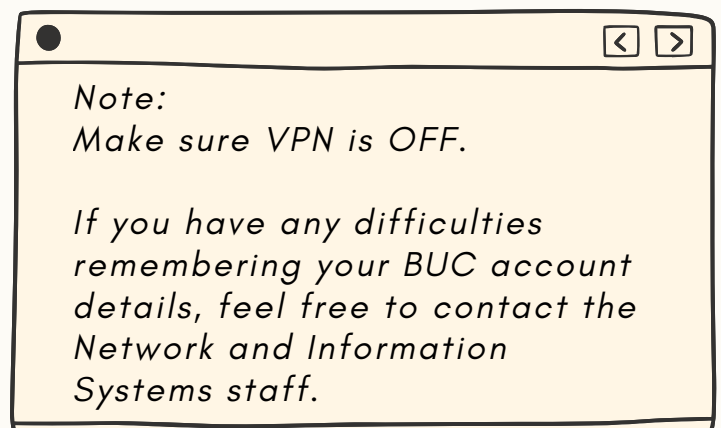 Note:
Make sure VPN is OFF.
If you have any difficulties
remembering your BUC account
details, feel free to contact the
Network and Information
Systems staff.